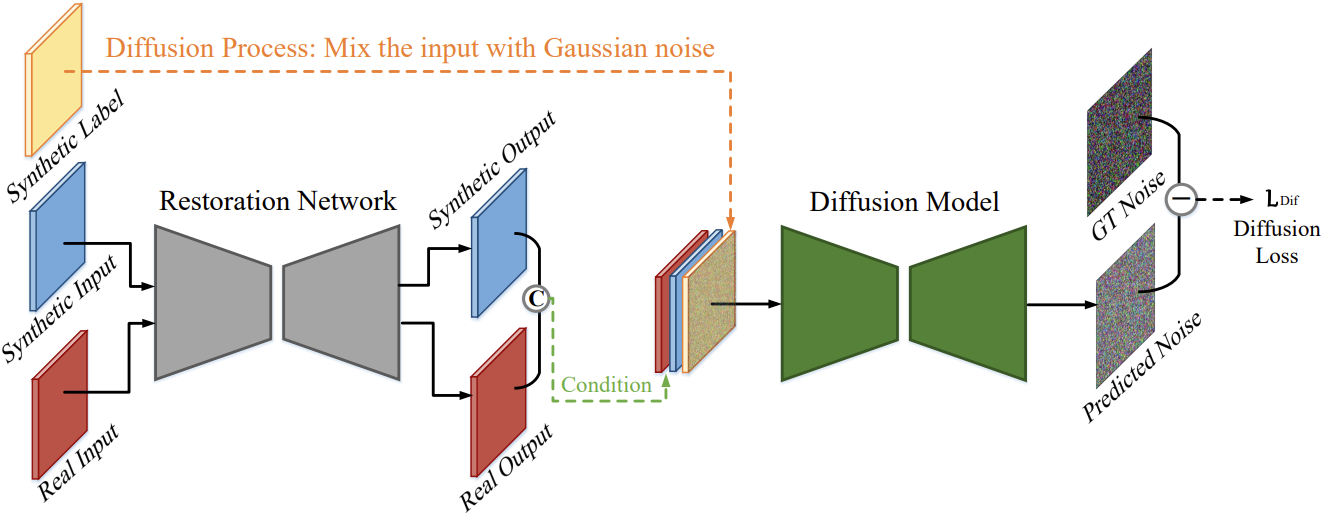 Diffusion Process: Mix the input with Gaussian noise
Synthetic Label
Synthetic Input
Real Input
Restoration Network
Synthetic Output
Real Output
C
Condition
Diffusion Model
GT Noise
Predicted Noise
−
L Dif
Diffusion
Loss